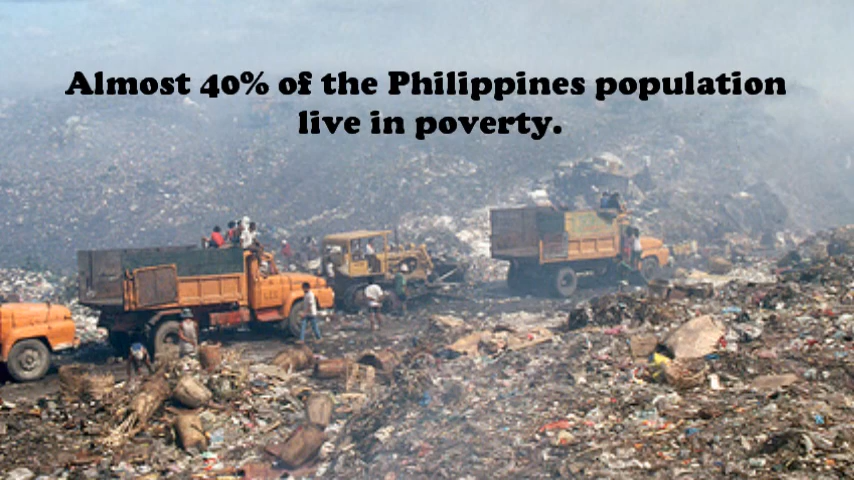 Almost 40% of the Philippines population
live in poverty.